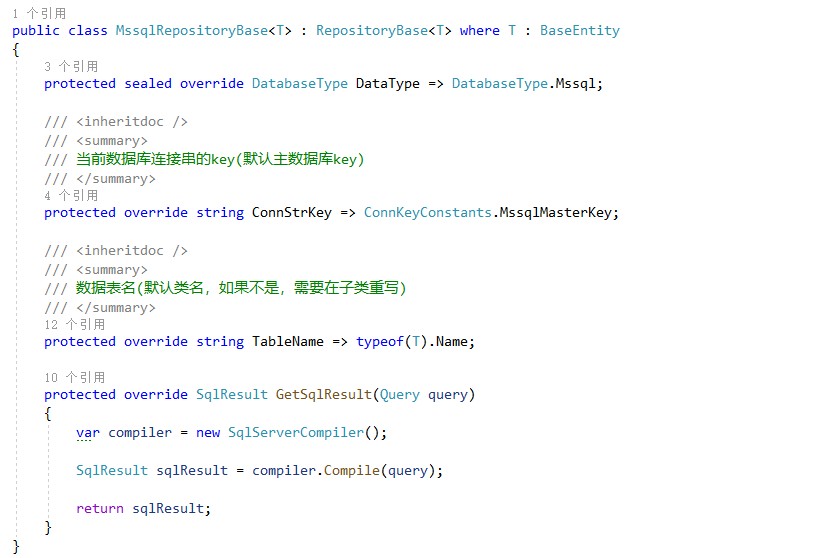 1 个引用
public class MssqlRepositoryBase<T> : RepositoryBase<T> where T : BaseEntity
{
3 个引用
protected sealed override DatabaseType DataType => DatabaseType.Mssql;
/// <inheritdoc />
/// <summary>
/// 当前数据库连接串的key(默认主数据库key)
/// </summary>
4 个引用
protected override string ConnStrKey => ConnKeyConstants.MssqlMasterKey;
/// <inheritdoc />
/// <summary>
/// 数据表名(默认类名，如果不是，需要在子类重写)
/// </summary>
12 个引用
protected override string TableName => typeof(T).Name;
10 个引用
protected override SqlResult GetSqlResult(Query query)
{
var compiler = new SqlServerCompiler();
SqlResult sqlResult = compiler.Compile(query);
return sqlResult;
}
}